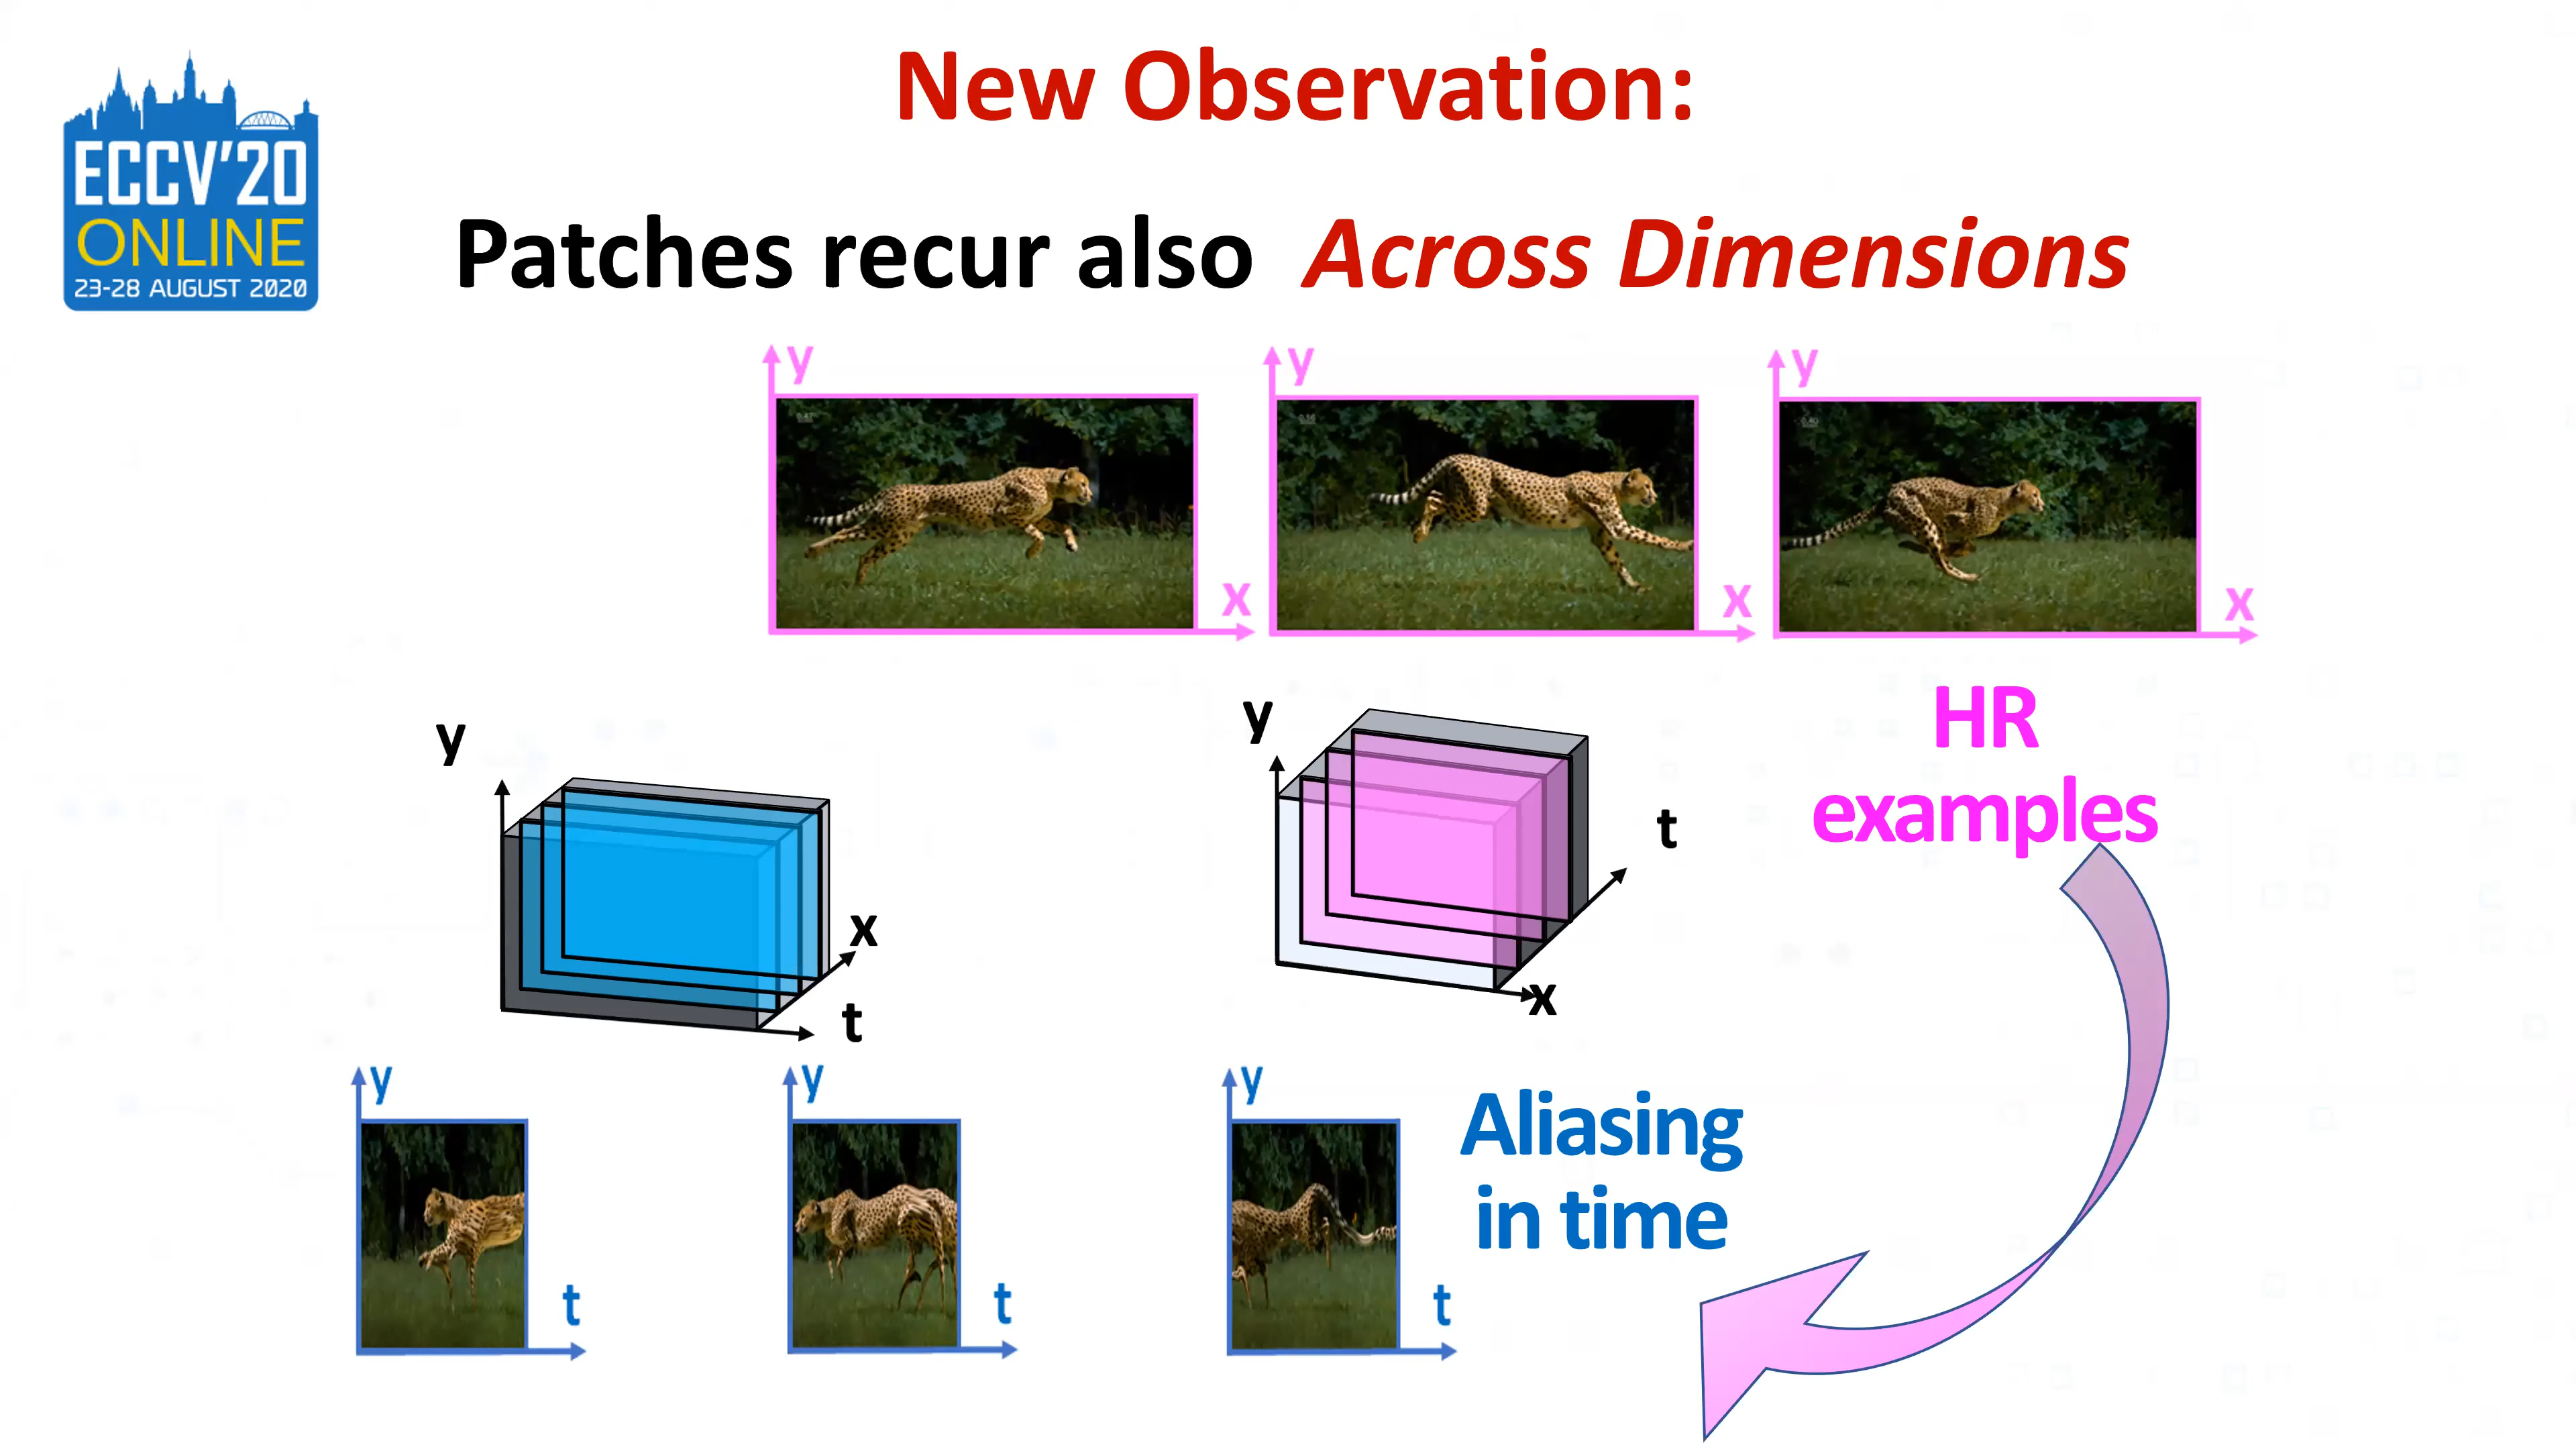 New Observation:
ECCV'20
ONLINE
23-28 AUGUST 2020
Patches recur also Across Dimensions
y
y
y
x
x
x
y
y
HR
examples
t
x
t
x
y
y
y
Aliasing
in time
t
t
t